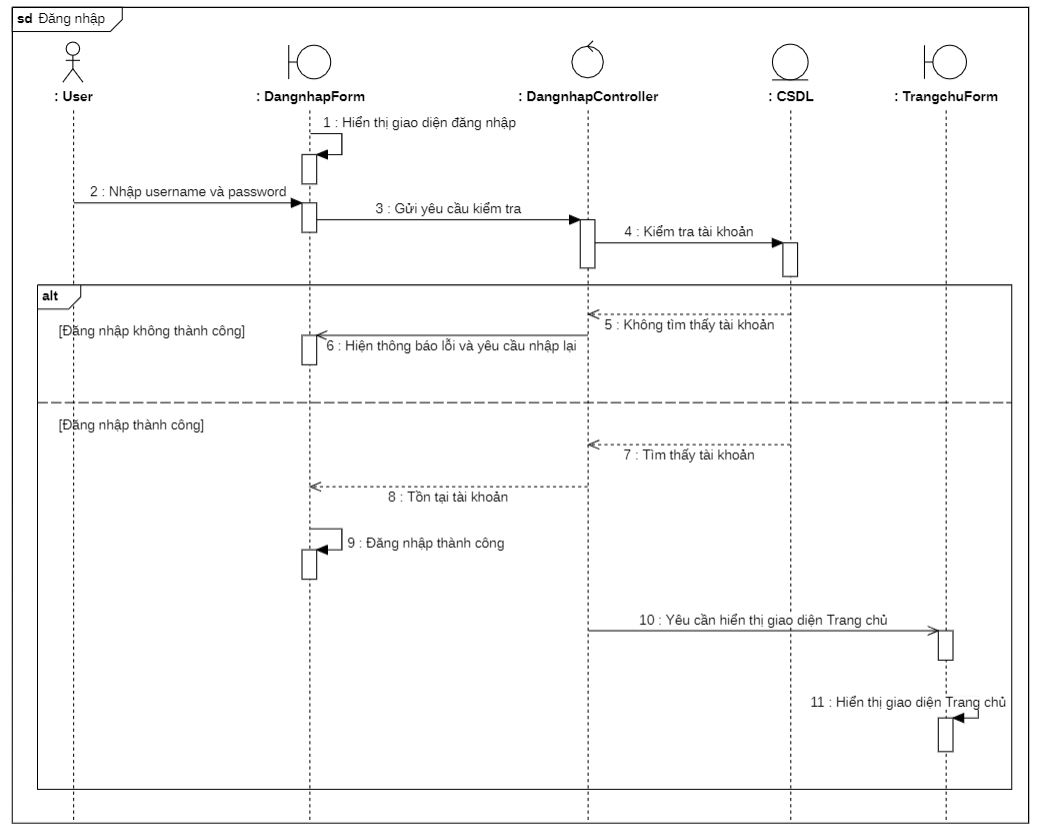 sd Đăng nhập
: User
: DangnhapForm
: DangnhapController
: CSDL
: TrangchuForm
1 : Hiển thị giao diện đăng nhập
2 : Nhập username và password
3 : Gửi yêu cầu kiểm tra
4 : Kiểm tra tài khoản
alt
[Đăng nhập không thành công]
5 : Không tìm thấy tài khoản
6 : Hiện thông báo lỗi và yêu cầu nhập lại
[Đăng nhập thành công]
7 : Tìm thấy tài khoản
8 : Tồn tại tài khoản
9 : Đăng nhập thành công
10 : Yêu cần hiển thị giao diện Trang chủ
11 : Hiển thị giao diện Trang chủ